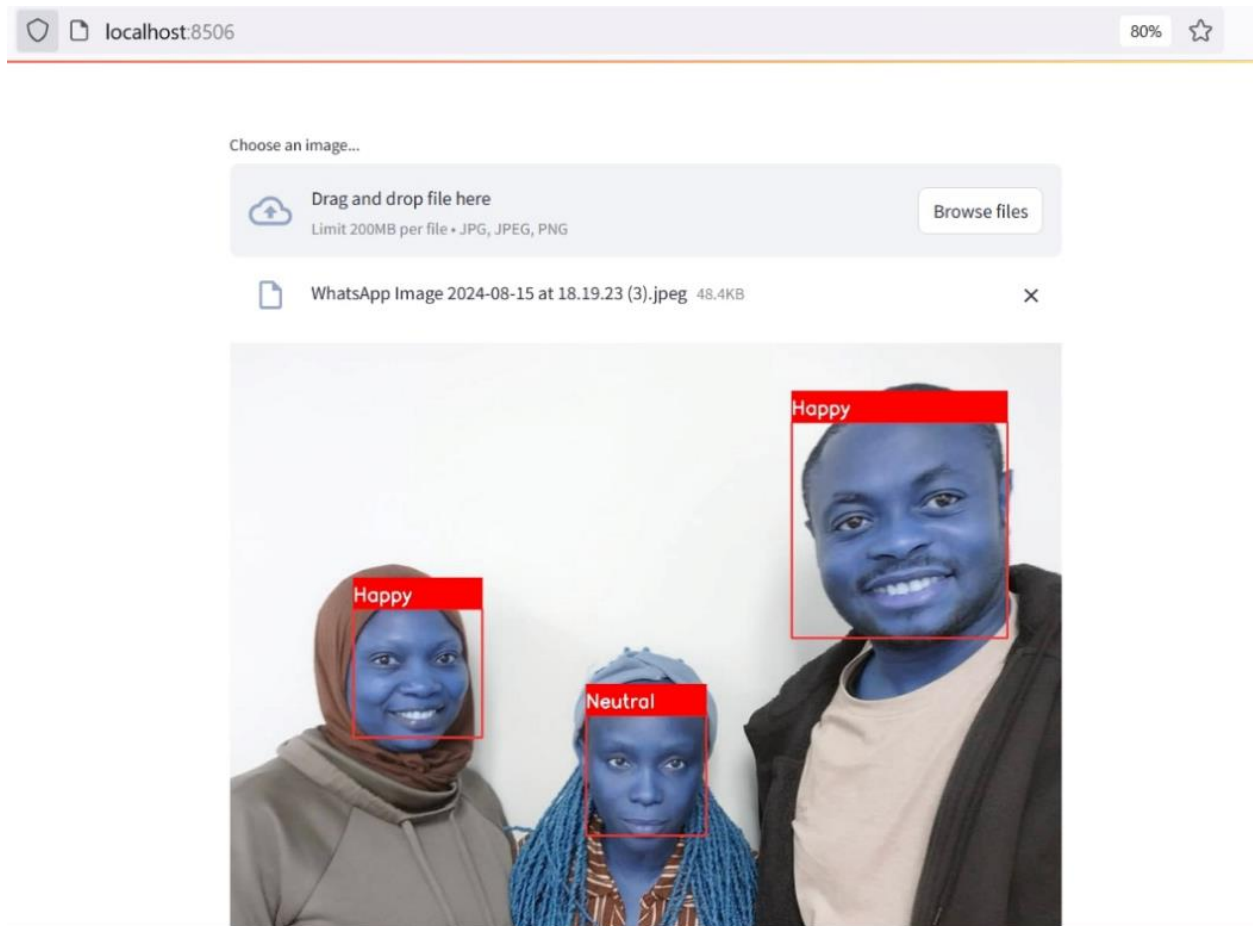 localhost:8506
80%
Choose an image...
Drag and drop file here
Limit 200MB per file • JPG, JPEG, PNG
Browse files
WhatsApp Image 2024-08-15 at 18.19.23 (3).jpeg 48.4KB
Happy
Happy
Neutral